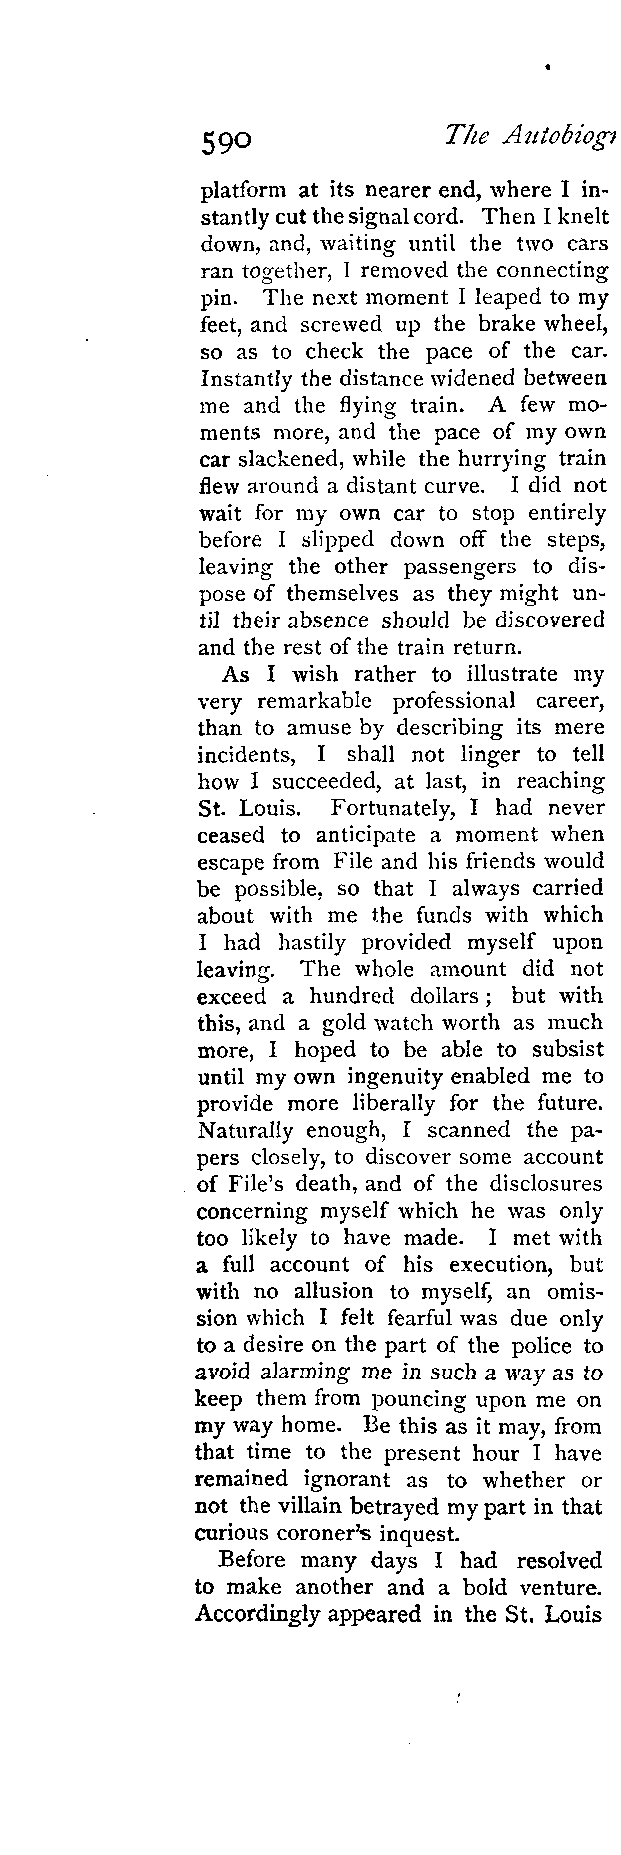 590 The Autobiogr
platform at its nearer end, where I in-
stantly cut the signal cord. Then I knelt
down, and, waiting until the two cars
ran together, I removed the connecting
pin. The next moment I leaped to my
feet, and screwed up the brake wheel,
so as to check the pace of the car.
Instantly the distance widened between
me and the flying train. A few mo-
ments more, and the pace of my own
car slackened, while the hurrying train
flew around a distant curve. I did not
wait for my own car to stop entirely
before I slipped down off the steps,
leaving the other passengers to dis-
pose of themselves as they might un-
til their absence should be discovered
and the rest of the train return.
As I wish rather to illustrate my
very remarkable professional career,
than to amuse by describing its mere
incidents, I shall not linger to tell
how I succeeded, at last, in reaching
St. Louis. Fortunately, I had never
ceased to anticipate a moment when
escape from File and his friends would
be possible, so that I always carried
about with me the funds with which
I had hastily provided myself upon
leaving. The whole amount did not
exceed a hundred dollars; but with
this, and a gold watch worth as much
more, I hoped to be able to subsist
until my own ingenuity enabled me to
provide more liberally for the future.
Naturally enough, I scanned the pa-
pers closely, to discover some account
of File's death, and of the disclosures
concerning myself which he was only
too likely to have made. I met with
a full account of his execution, but
with no allusion to myself, an omis-
sion which I felt fearful was due only
to a desire on the part of the police to
avoid alarming me in such a way as to
keep them from pouncing upon me on
my way home. Be this as it may, from
that time to the present hour I have
remained ignorant as to whether or
not the villain betrayed my part in that
curious coroner's inquest.
Before many days I had resolved
to make another and a bold venture.
Accordingly appeared in the St. Louis